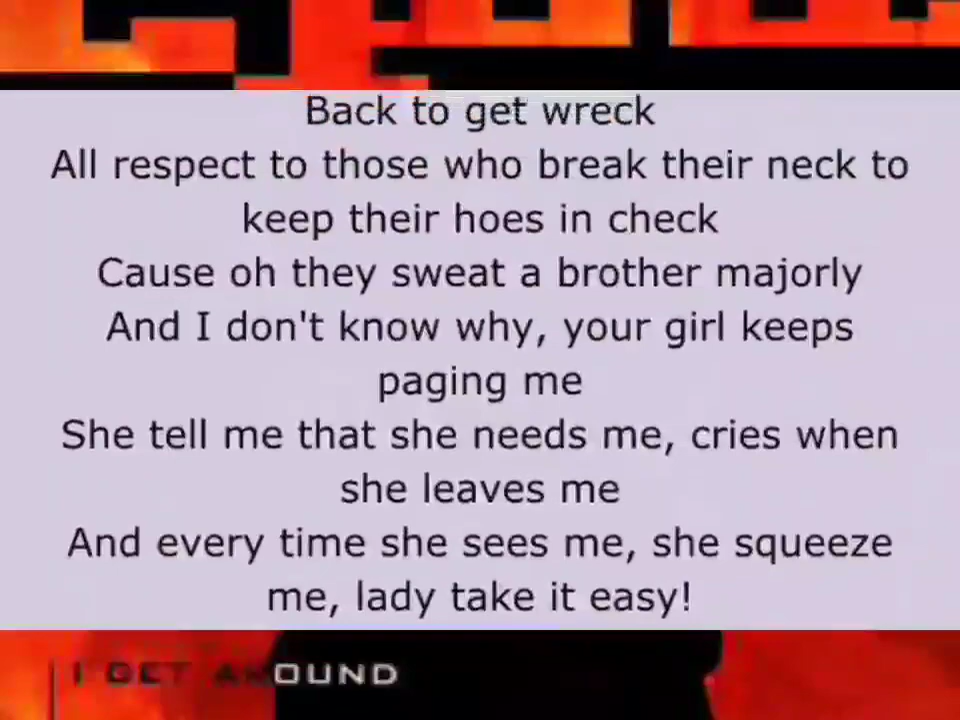 Back to get wreck
All respect to those who break their neck to
keep their hoes in check
Cause oh they sweat a brother majorly
And I don't know why, your girl keeps
paging me
She tell me that she needs me, cries when
she leaves me
And every time she sees me, she squeeze
me, lady take it easy!
I GET AROUND